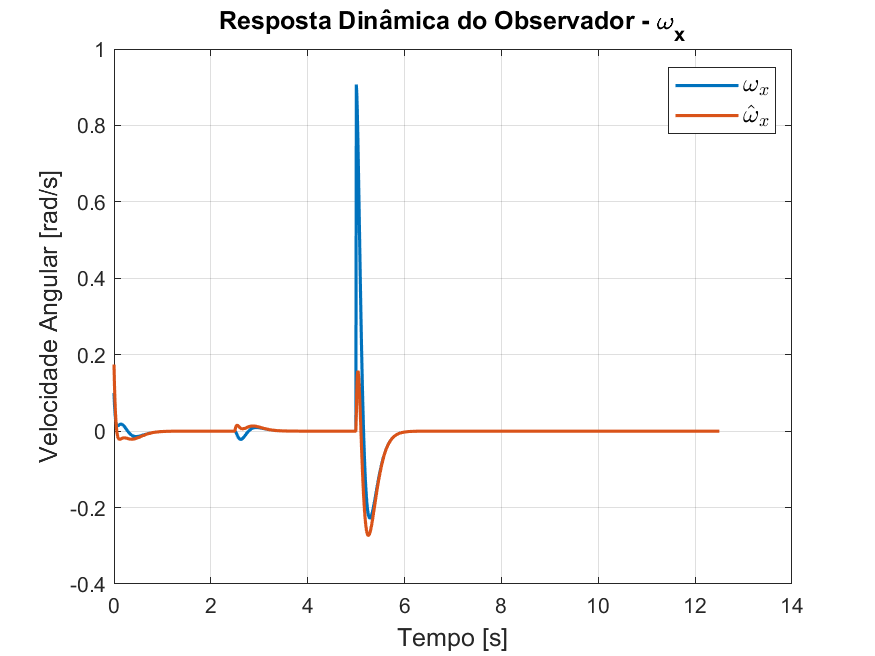 Resposta Dinâmica do Observador - ωx
ωx
ω̂x
Velocidade Angular [rad/s]
1
0.8
0.6
0.4
0.2
0
-0.2
-0.4
0 2 4 6 8 10 12 14
Tempo [s]